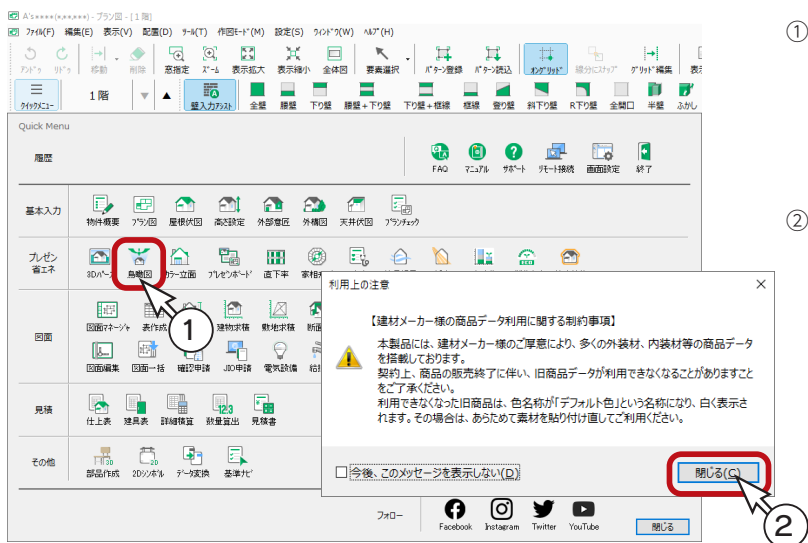 A's****(*,**,***) - プラン図 - [1 階]
ファイル(F) 編集(E) 表示(V) 配置(D) ツール(T) 作図モード(M) 設定(S) ウィンドウ(W) ヘルプ(H)
アンドゥ リドゥ 移動 削除 窓指定 ズーム 表示拡大 表示縮小 全体図 要素選択 パターン登録 パターン読込 オングリッド 線分にスナップ グリッド編集 表示
クイックメニュー 1階 ▼ ▲ 壁入力アシスト 全壁 腰壁 下り壁 腰壁+下り壁 下り壁+框線 框線 登り壁 斜下り壁 R下り壁 全開口 半壁 ふかし
Quick Menu
履歴
FAQ マニュアル サポート リモート接続 画面設定 終了
基本入力
物件概要 プラン図 屋根伏図 高さ設定 外部意匠 外構図 天井伏図 プランチェック
プレゼン
省エネ
3Dパース 鳥瞰図 カラー立面 プレゼンボード 直下率 家相
図面
図面マネージャ 表作成 建物求積 敷地求積 断面
図面編集 図面一括 確認申請 JIO申請 電気設備
見積
仕上表 建具表 詳細積算 数量算出 見積書
その他
部品作成 2Dシンボル データ変換 基準ナビ
フォロー
Facebook Instagram Twitter YouTube
閉じる
利用上の注意
【建材メーカー様の商品データ利用に関する制約事項】
本製品には、建材メーカー様のご厚意により、多くの外装材、内装材等の商品データ
を搭載しております。
契約上、商品の販売終了に伴い、旧商品データが利用できなくなることがありますこと
をご了承ください。
利用できなくなった旧商品は、色名称が「デフォルト色」という名称になり、白く表示さ
れます。その場合は、あらためて素材を貼り付け直してご利用ください。
今後、このメッセージを表示しない(D)
閉じる(C)
1
2
①
②